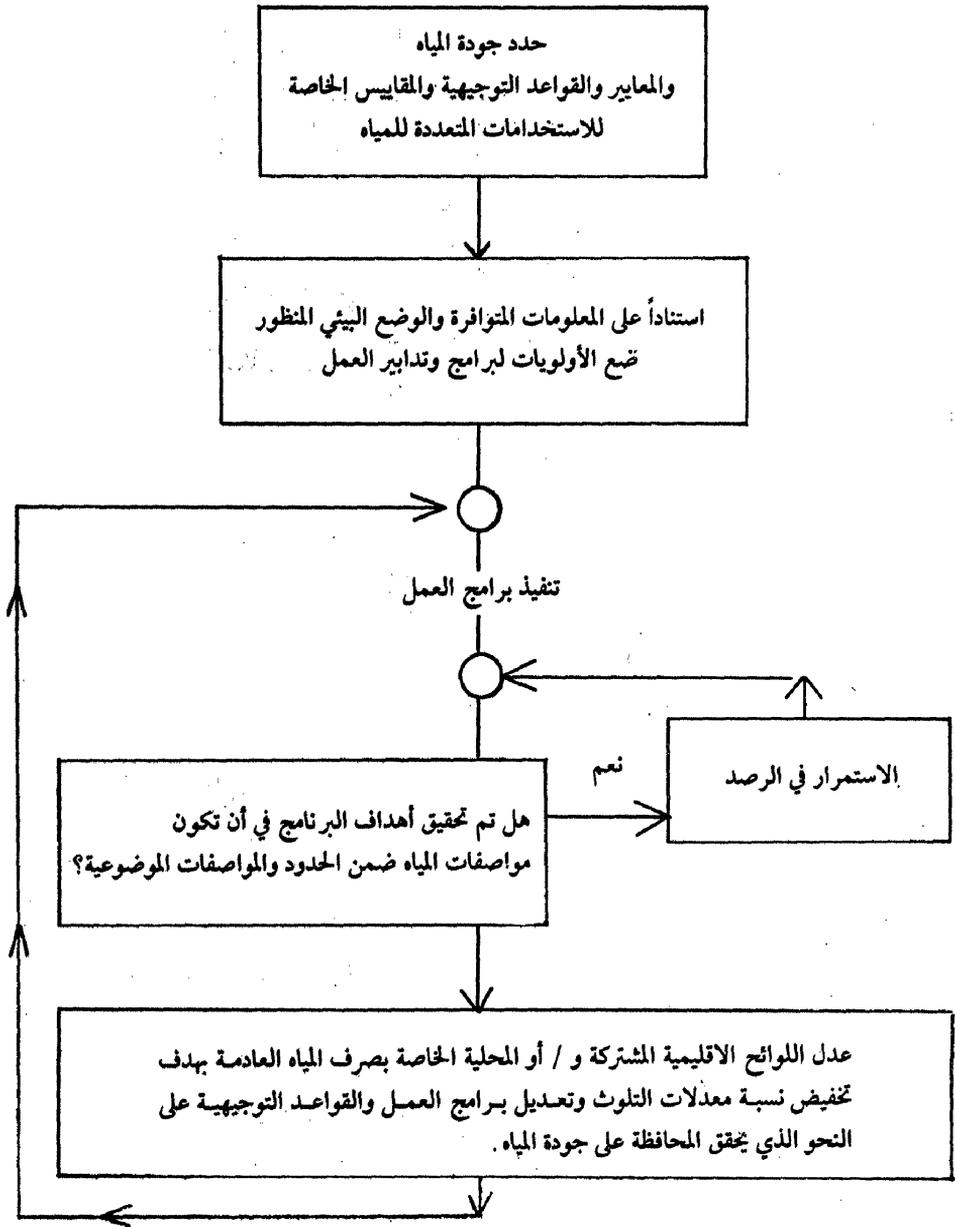 حدد جودة المياه
والمعايير والقواعد التوجيهية والمقاييس الخاصة
للاستخدامات المتعددة للمياه
استناداً على المعلومات المتوافرة والوضع البيئي المنظور
ضع الأولويات لبرامج وتدابير العمل
تنفيذ برامج العمل
نعم
الاستمرار في الرصد
هل تم تحقيق أهداف البرنامج في أن تكون
مواصفات المياه ضمن الحدود والمواصفات الموضوعية؟
عدل اللوائح الاقليمية المشتركة و / أو المحلية الخاصة بصرف المياه العادمة بهدف
تخفيض نسبة معدلات التلوث وتعديل برامج العمل والقواعد التوجيهية على
النحو الذي يحقق المحافظة على جودة المياه.